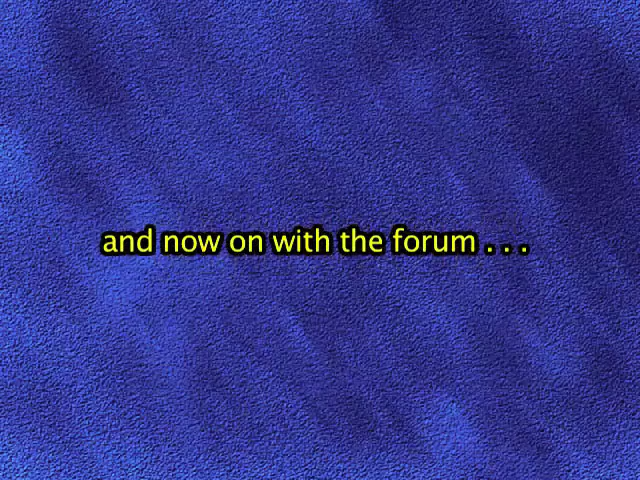 and now on with the forum . . .